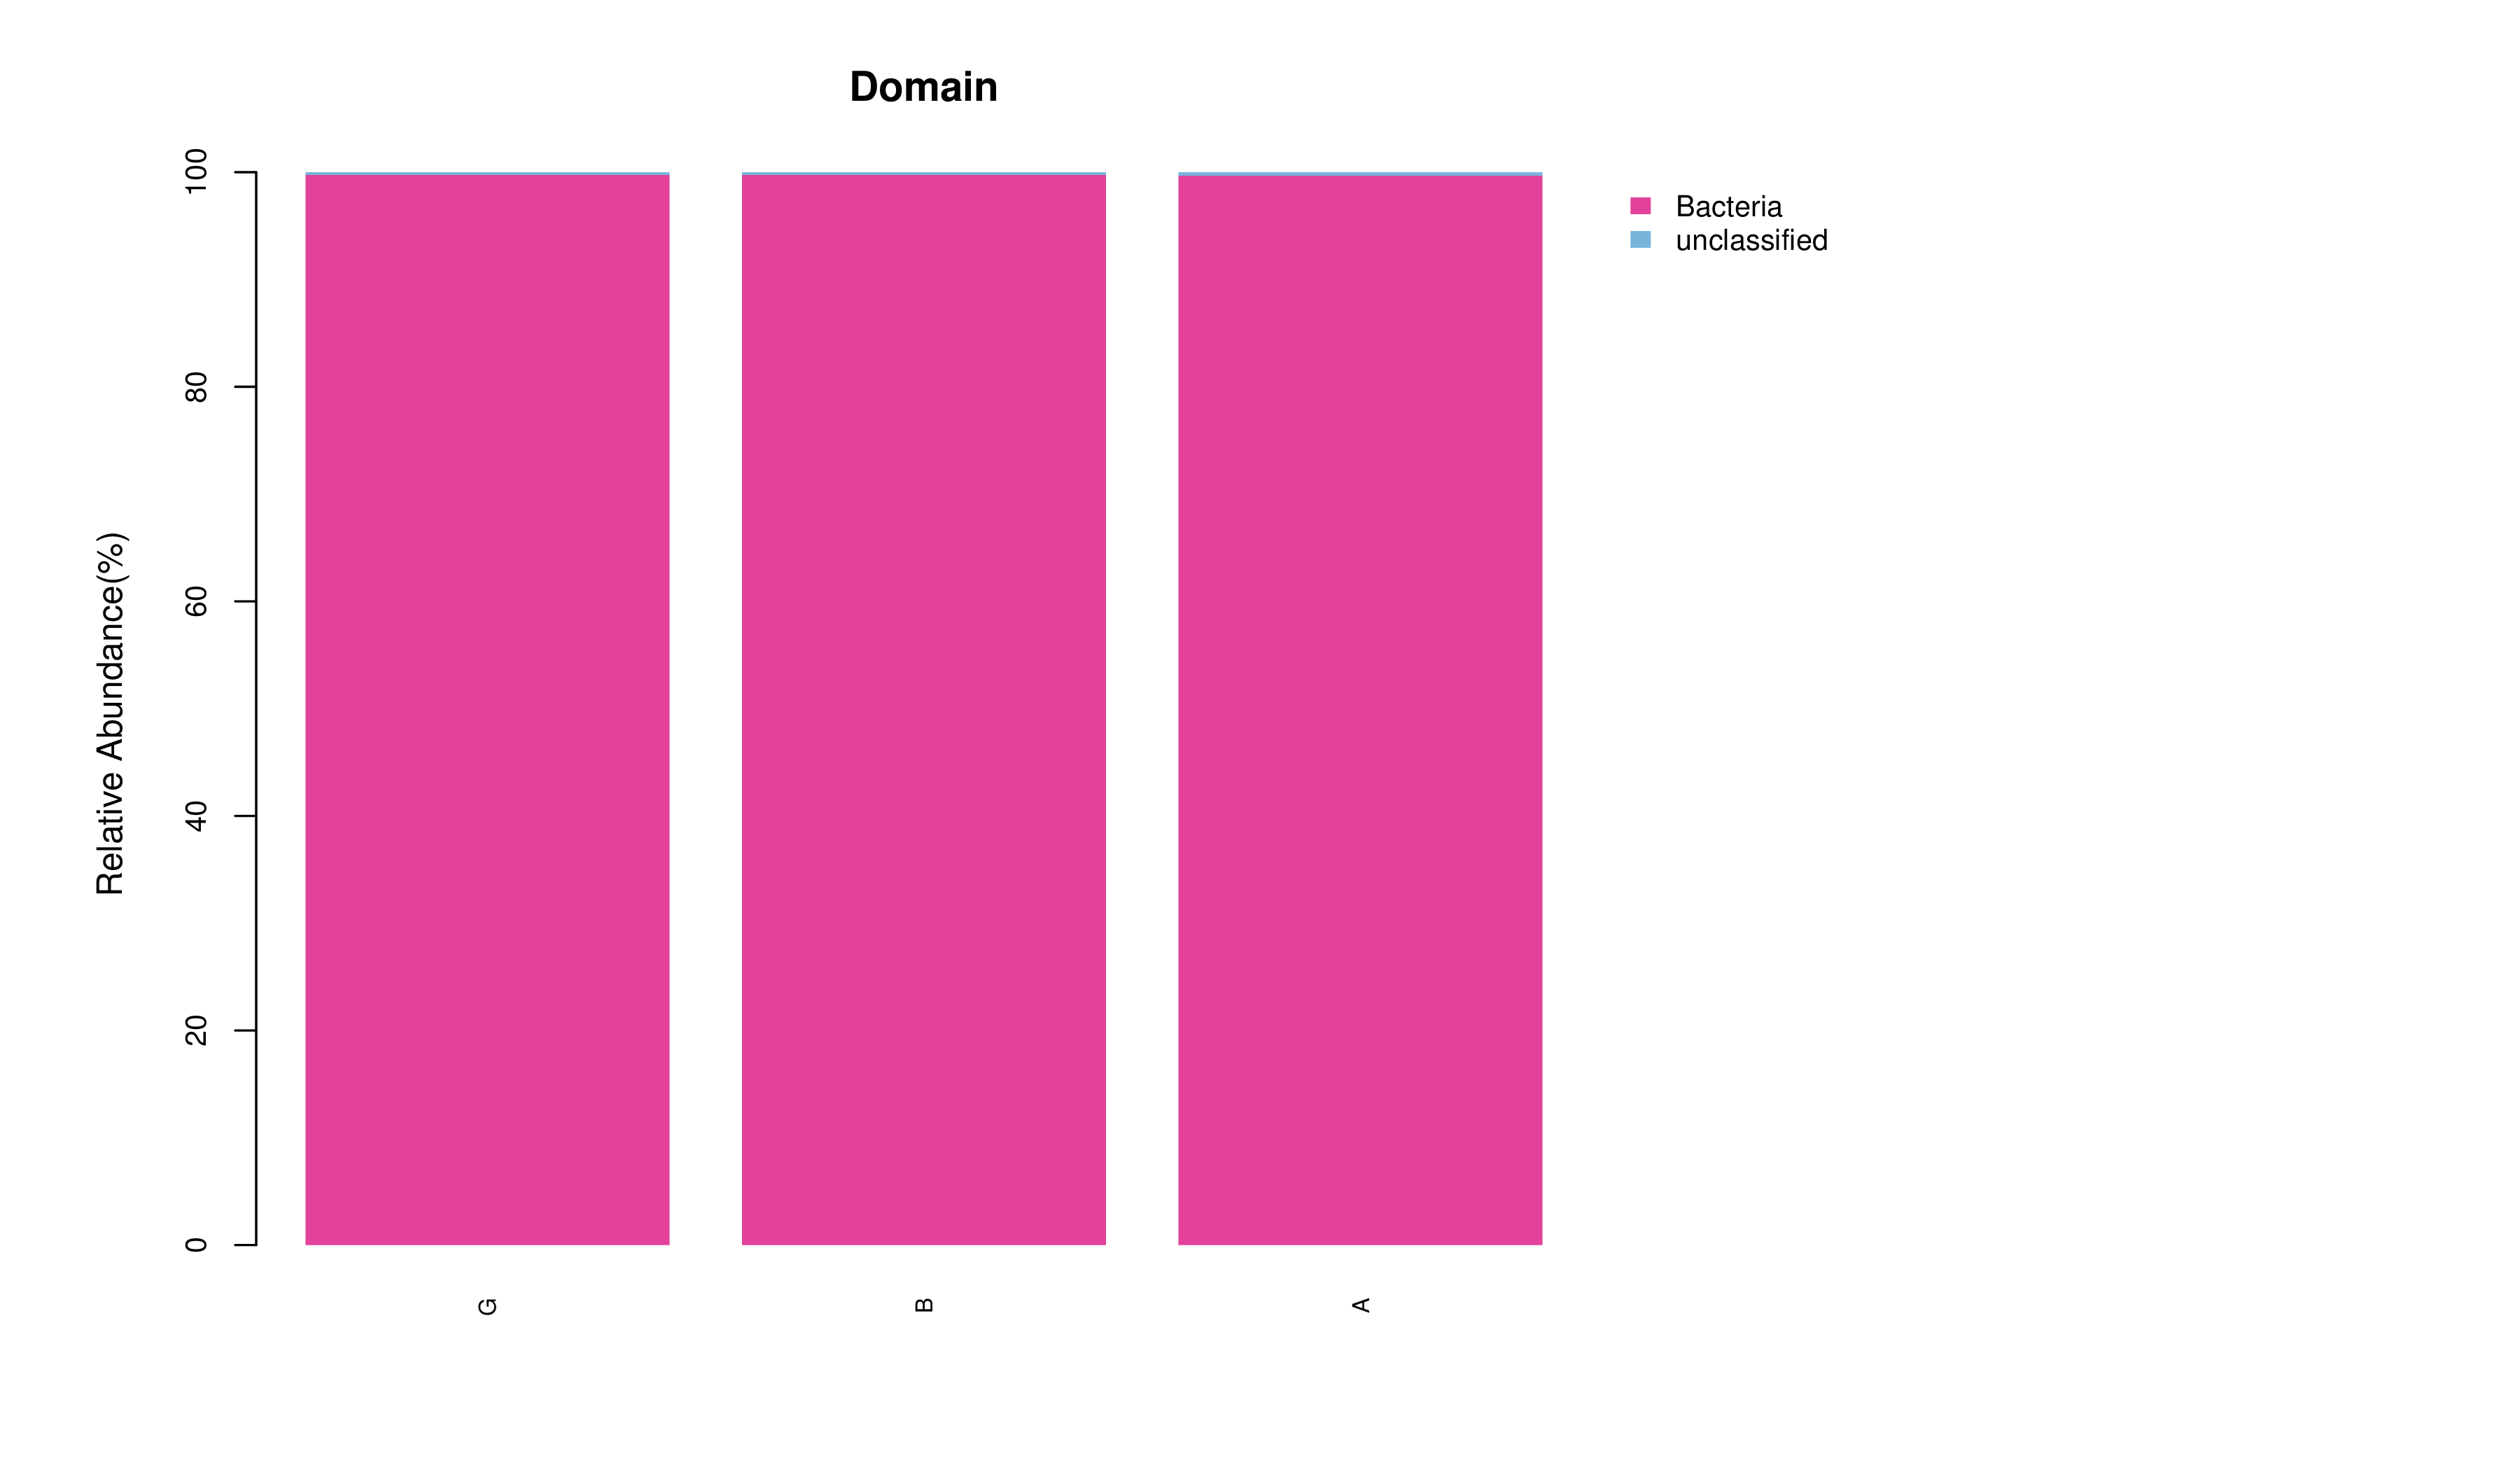 Domain
Relative Abundance(%)
100
80
60
40
20
0
G
B
A
Bacteria
unclassified